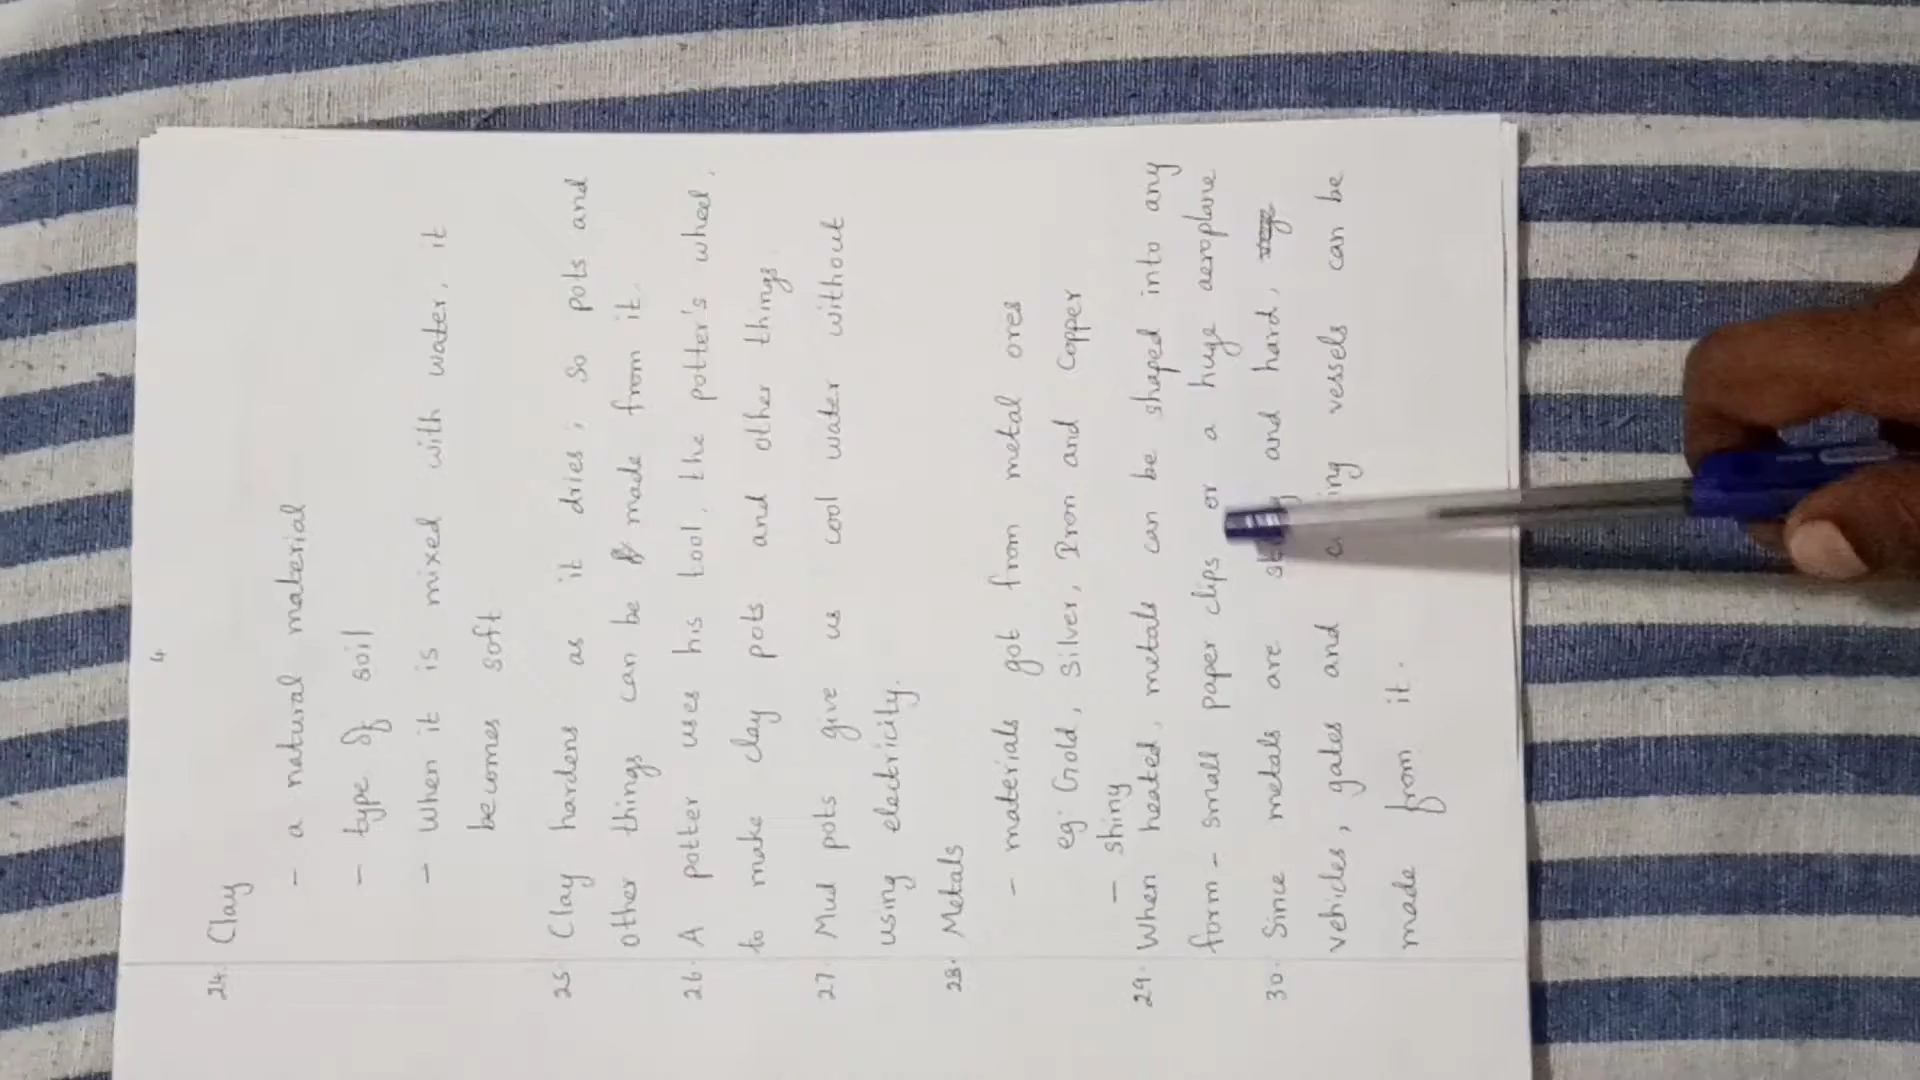 4
24. Clay
- a natural material
- type of soil
- When it is mixed with water, it
becomes soft
25. Clay hardens as it dries; So pots and
other things can be made from it.
26. A potter uses his tool, the potter's wheel,
to make clay pots and other things.
27. Mud pots give us cool water without
using electricity.
28. Metals
- materials got from metal ores
eg: Gold, Silver, Iron and Copper
- shiny
29. When heated, metals can be shaped into any
form - small paper clips or a huge aeroplane
30. Since metals are and hard,
vehicles, gates and vessels can be
made from it.